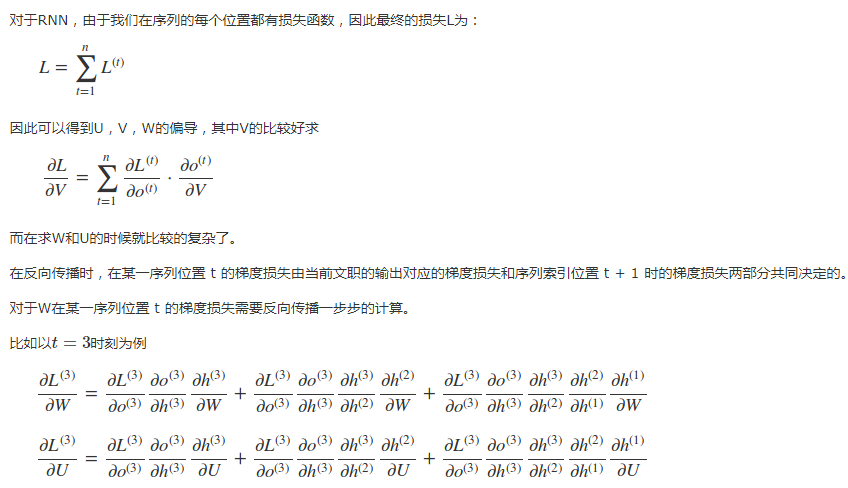 对于RNN，由于我们在序列的每个位置都有损失函数，因此最终的损失L为：
$L = \sum_{t=1}^{n} L^{(t)}$
因此可以得到U，V，W的偏导，其中V的比较好求
$\frac{\partial L}{\partial V} = \sum_{t=1}^{n} \frac{\partial L^{(t)}}{\partial o^{(t)}} \cdot \frac{\partial o^{(t)}}{\partial V}$
而在求W和U的时候就比较的复杂了。
在反向传播时，在某一序列位置 t 的梯度损失由当前文职的输出对应的梯度损失和序列索引位置 t + 1 时的梯度损失两部分共同决定的。
对于W在某一序列位置 t 的梯度损失需要反向传播一步步的计算。
比如以$t = 3$时刻为例
$\frac{\partial L^{(3)}}{\partial W} = \frac{\partial L^{(3)}}{\partial o^{(3)}} \frac{\partial o^{(3)}}{\partial h^{(3)}} \frac{\partial h^{(3)}}{\partial W} + \frac{\partial L^{(3)}}{\partial o^{(3)}} \frac{\partial o^{(3)}}{\partial h^{(3)}} \frac{\partial h^{(3)}}{\partial h^{(2)}} \frac{\partial h^{(2)}}{\partial W} + \frac{\partial L^{(3)}}{\partial o^{(3)}} \frac{\partial o^{(3)}}{\partial h^{(3)}} \frac{\partial h^{(3)}}{\partial h^{(2)}} \frac{\partial h^{(2)}}{\partial h^{(1)}} \frac{\partial h^{(1)}}{\partial W}$
$\frac{\partial L^{(3)}}{\partial U} = \frac{\partial L^{(3)}}{\partial o^{(3)}} \frac{\partial o^{(3)}}{\partial h^{(3)}} \frac{\partial h^{(3)}}{\partial U} + \frac{\partial L^{(3)}}{\partial o^{(3)}} \frac{\partial o^{(3)}}{\partial h^{(3)}} \frac{\partial h^{(3)}}{\partial h^{(2)}} \frac{\partial h^{(2)}}{\partial U} + \frac{\partial L^{(3)}}{\partial o^{(3)}} \frac{\partial o^{(3)}}{\partial h^{(3)}} \frac{\partial h^{(3)}}{\partial h^{(2)}} \frac{\partial h^{(2)}}{\partial h^{(1)}} \frac{\partial h^{(1)}}{\partial U}$